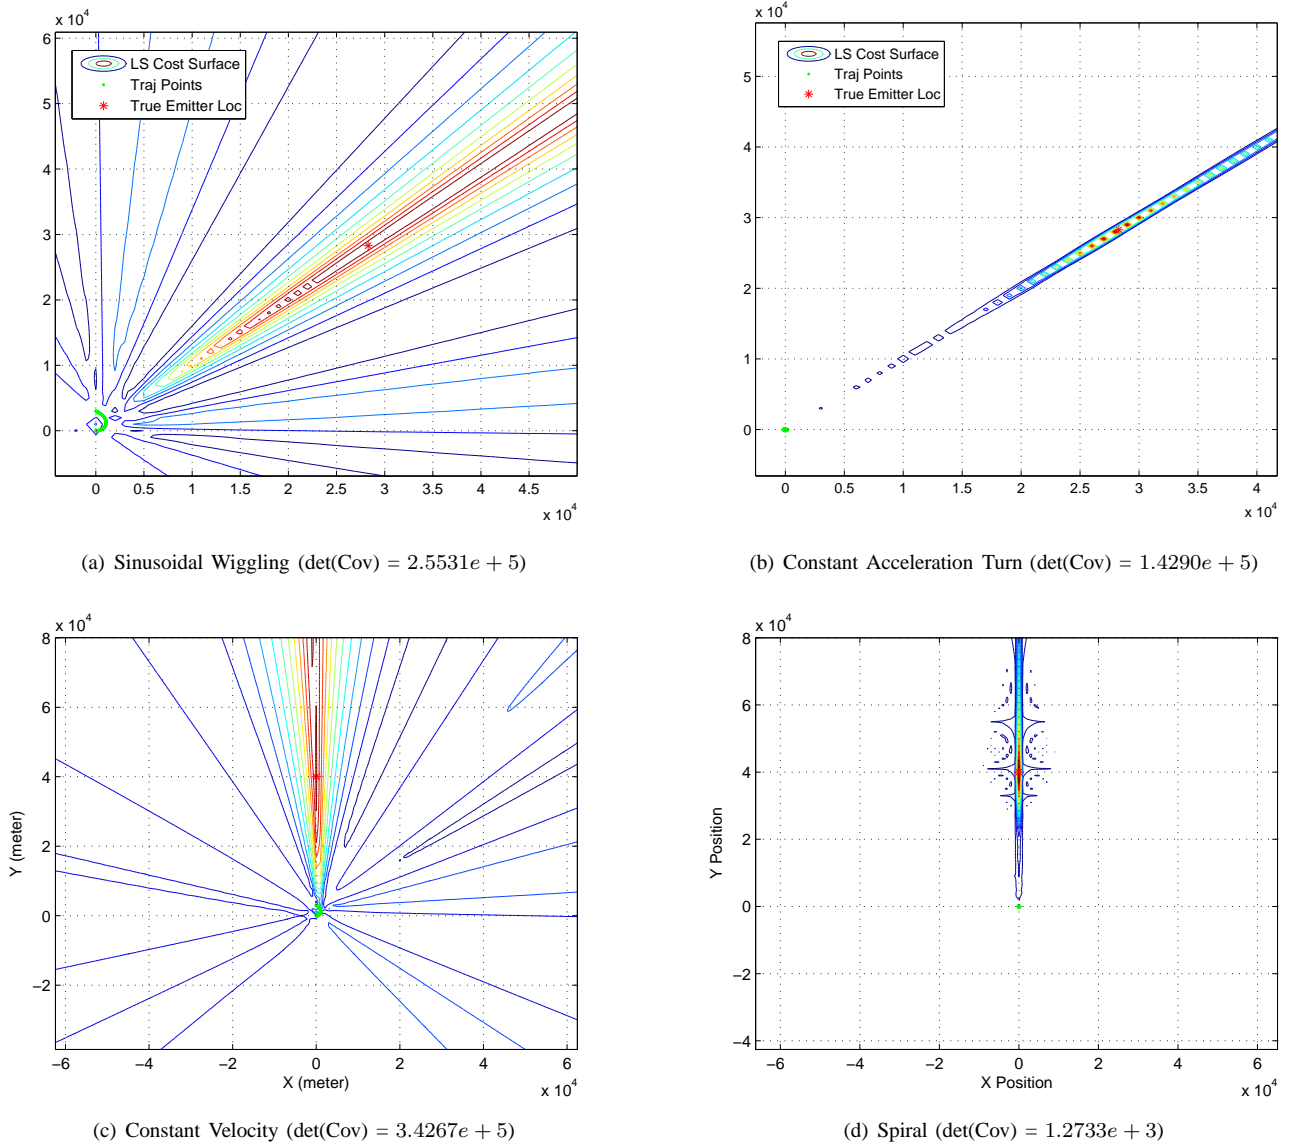 x 10^4
6
5
4
3
2
1
0
0
0.5
1
1.5
2
2.5
3
3.5
4
4.5
5
x 10^4
LS Cost Surface
Traj Points
True Emitter Loc
(a) Sinusoidal Wiggling (det(Cov) = 2.5531e + 5)
x 10^4
5
4
3
2
1
0
0
0.5
1
1.5
2
2.5
3
3.5
4
x 10^4
LS Cost Surface
Traj Points
True Emitter Loc
(b) Constant Acceleration Turn (det(Cov) = 1.4290e + 5)
x 10^4
8
6
4
2
0
−2
Y (meter)
−6
−4
−2
0
2
4
6
X (meter)
x 10^4
(c) Constant Velocity (det(Cov) = 3.4267e + 5)
x 10^4
8
6
4
2
0
−2
−4
Y Position
−6
−4
−2
0
2
4
6
X Position
x 10^4
(d) Spiral (det(Cov) = 1.2733e + 3)